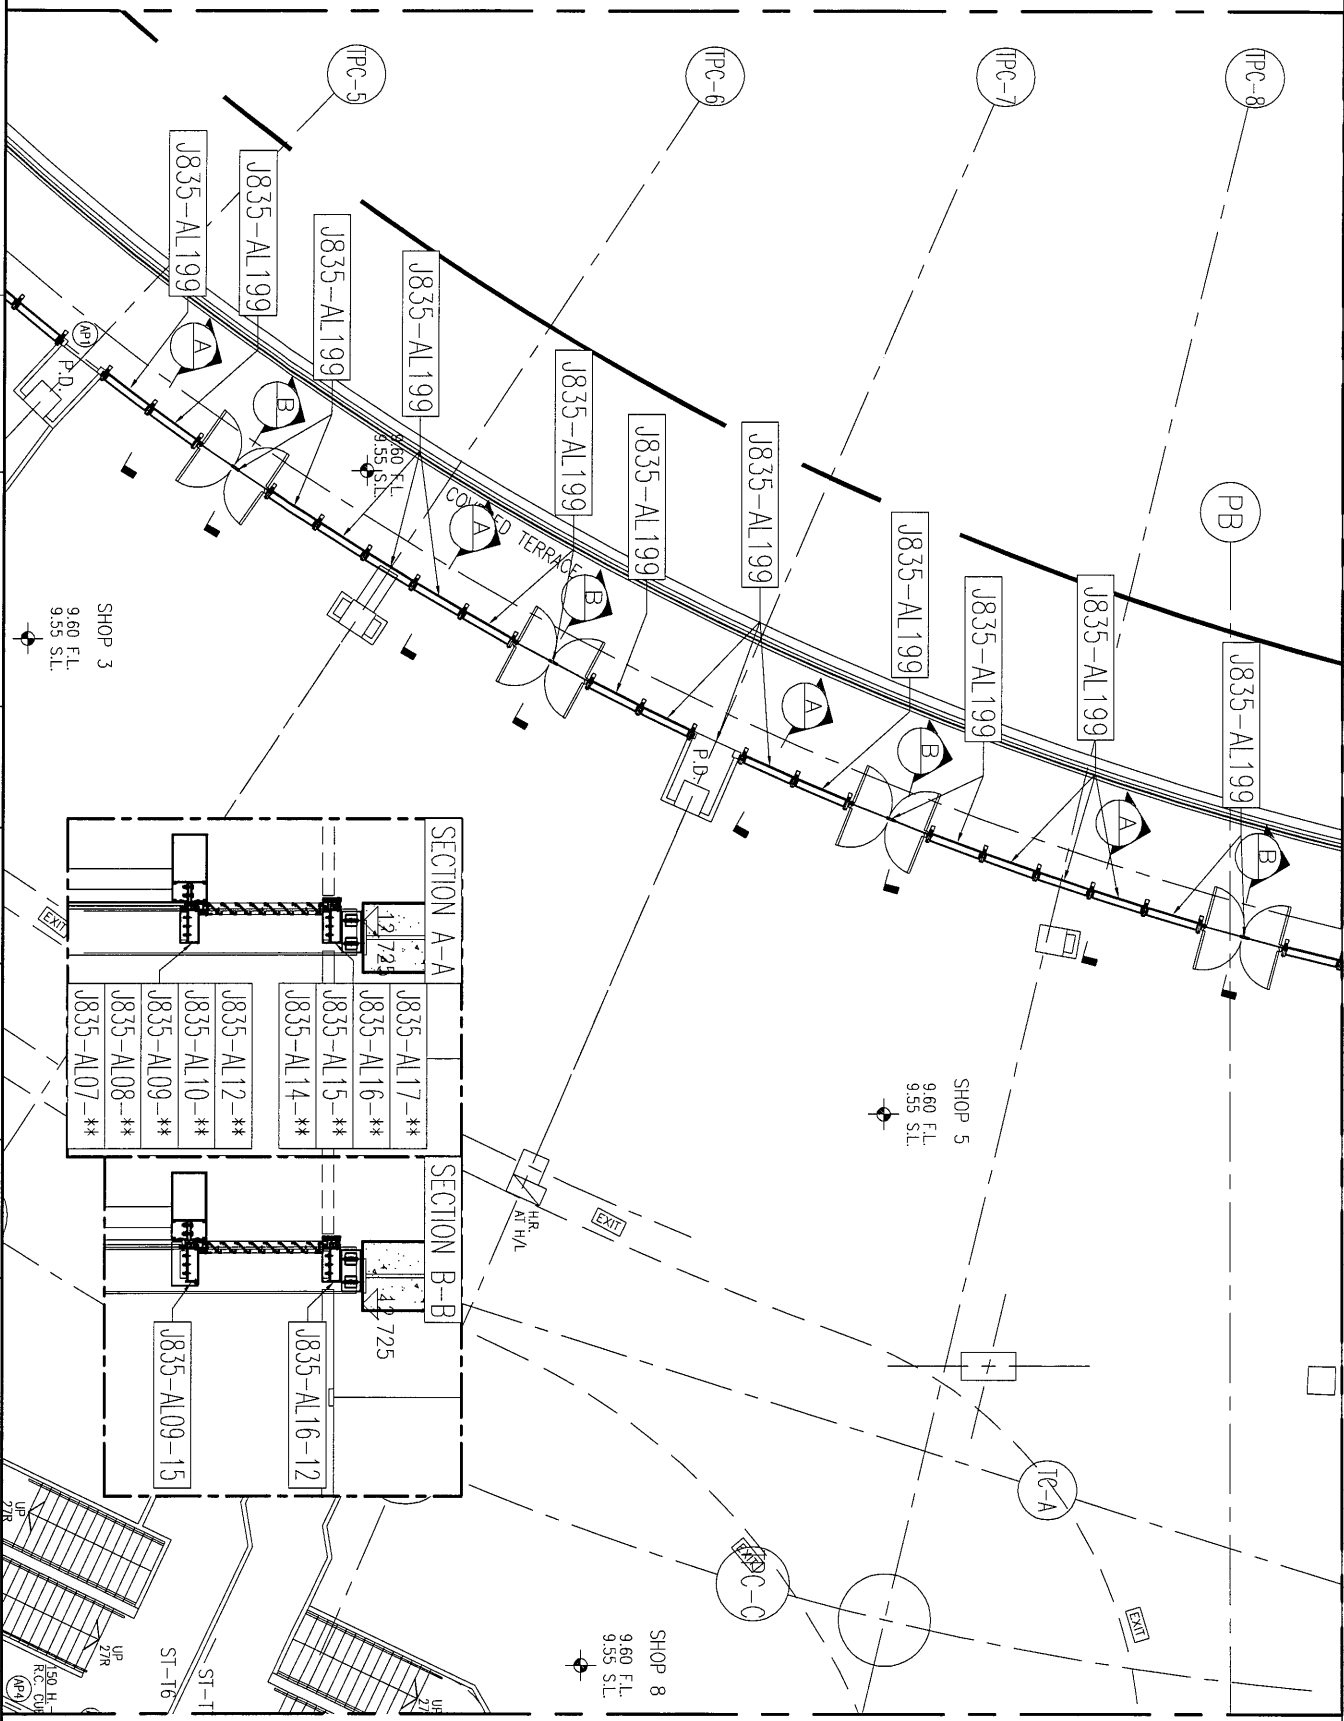 TPC-5
TPC-6
TPC-7
TPC-8
PB
J835-AL199
J835-AL199
J835-AL199
J835-AL199
J835-AL199
J835-AL199
J835-AL199
J835-AL199
J835-AL199
J835-AL199
J835-AL199
A
B
A
B
A
B
A
B
AP1
P.D.
P.D.
9.60 F.L.
9.55 S.L.
TERRACE
SHOP 3
9.60 F.L.
9.55 S.L.
SHOP 5
9.60 F.L.
9.55 S.L.
SHOP 8
9.60 F.L.
9.55 S.L.
SECTION A-A
12.725
J835-AL17-**
J835-AL16-**
J835-AL15-**
J835-AL14-**
J835-AL12-**
J835-AL10-**
J835-AL09-**
J835-AL08-**
J835-AL07-**
SECTION B-B
12.725
J835-AL16-12
J835-AL09-15
H.R.
AT H/L
EXIT
EXIT
EXIT
EXIT
TC-A
PC-C
UP
27R
UP
27R
UP
27
ST-T6
ST-T
150 H.
R.C.
AP4